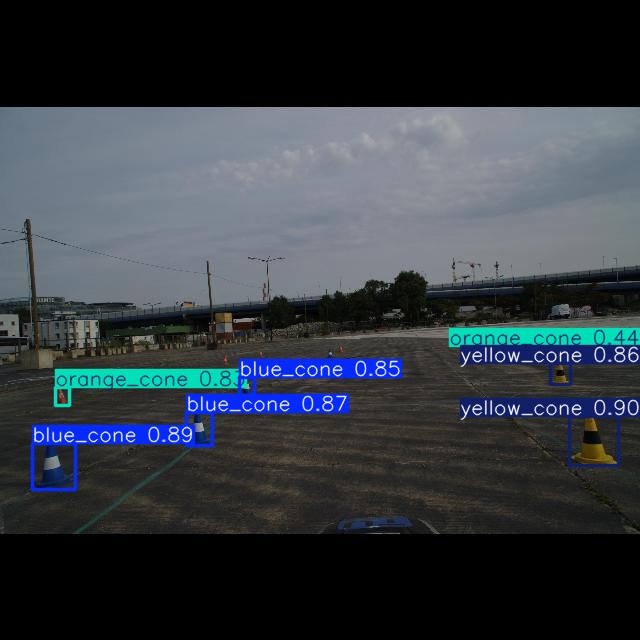 orange_cone 0.44
yellow_cone 0.86
blue_cone 0.85
orange_cone 0.83
blue_cone 0.87
yellow_cone 0.90
blue_cone 0.89